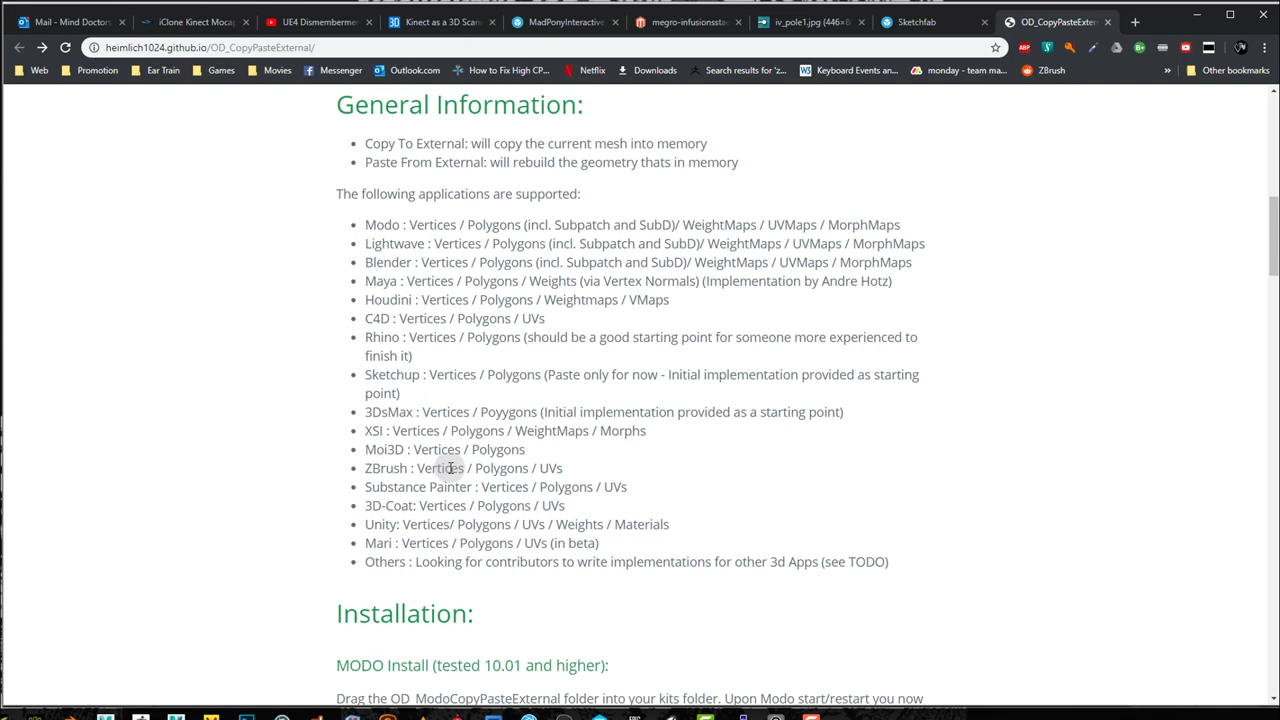 Mail - Mind Doctors
iClone Kinect Mocap
UE4 Dismembermen
Kinect as a 3D Scan
MadPonyInteractive
megro-infusionssta
iv_pole1.jpg (446×8
Sketchfab
OD_CopyPasteExtern
heimlich1024.github.io/OD_CopyPasteExternal/
Web
Promotion
Ear Train
Games
Movies
Messenger
Outlook.com
How to Fix High CP...
Netflix
Downloads
Search results for 'z...
Keyboard Events an...
monday - team ma...
ZBrush
Other bookmarks
General Information:
• Copy To External: will copy the current mesh into memory
• Paste From External: will rebuild the geometry thats in memory
The following applications are supported:
• Modo : Vertices / Polygons (incl. Subpatch and SubD)/ WeightMaps / UVMaps / MorphMaps
• Lightwave : Vertices / Polygons (incl. Subpatch and SubD)/ WeightMaps / UVMaps / MorphMaps
• Blender : Vertices / Polygons (incl. Subpatch and SubD)/ WeightMaps / UVMaps / MorphMaps
• Maya : Vertices / Polygons / Weights (via Vertex Normals) (Implementation by Andre Hotz)
• Houdini : Vertices / Polygons / Weightmaps / VMaps
• C4D : Vertices / Polygons / UVs
• Rhino : Vertices / Polygons (should be a good starting point for someone more experienced to
finish it)
• Sketchup : Vertices / Polygons (Paste only for now - Initial implementation provided as starting
point)
• 3DsMax : Vertices / Poyygons (Initial implementation provided as a starting point)
• XSI : Vertices / Polygons / WeightMaps / Morphs
• Moi3D : Vertices / Polygons
• ZBrush : Vertices / Polygons / UVs
• Substance Painter : Vertices / Polygons / UVs
• 3D-Coat: Vertices / Polygons / UVs
• Unity: Vertices/ Polygons / UVs / Weights / Materials
• Mari : Vertices / Polygons / UVs (in beta)
• Others : Looking for contributors to write implementations for other 3d Apps (see TODO)
Installation:
MODO Install (tested 10.01 and higher):
Drag the OD_ModoCopyPasteExternal folder into your kits folder. Upon Modo start/restart you now